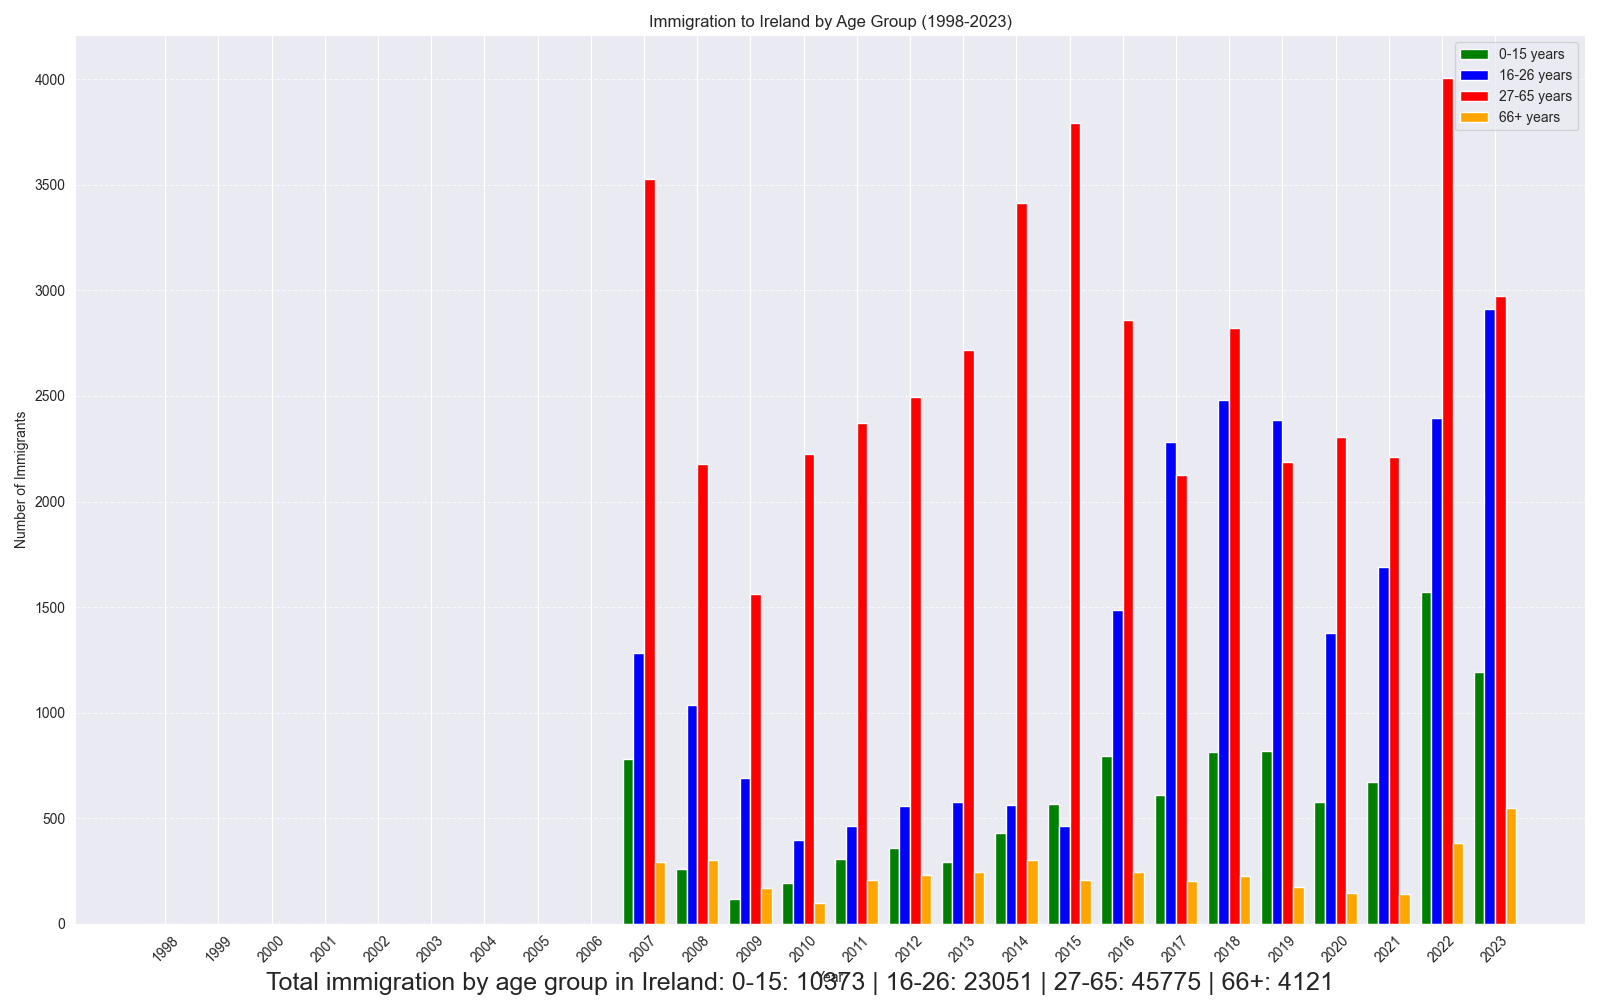 Immigration to Ireland by Age Group (1998-2023)
0-15 years
16-26 years
27-65 years
66+ years
Number of Immigrants
4000
3500
3000
2500
2000
1500
1000
500
0
1998 1999 2000 2001 2002 2003 2004 2005 2006 2007 2008 2009 2010 2011 2012 2013 2014 2015 2016 2017 2018 2019 2020 2021 2022 2023
Year
Total immigration by age group in Ireland: 0-15: 10373 | 16-26: 23051 | 27-65: 45775 | 66+: 4121